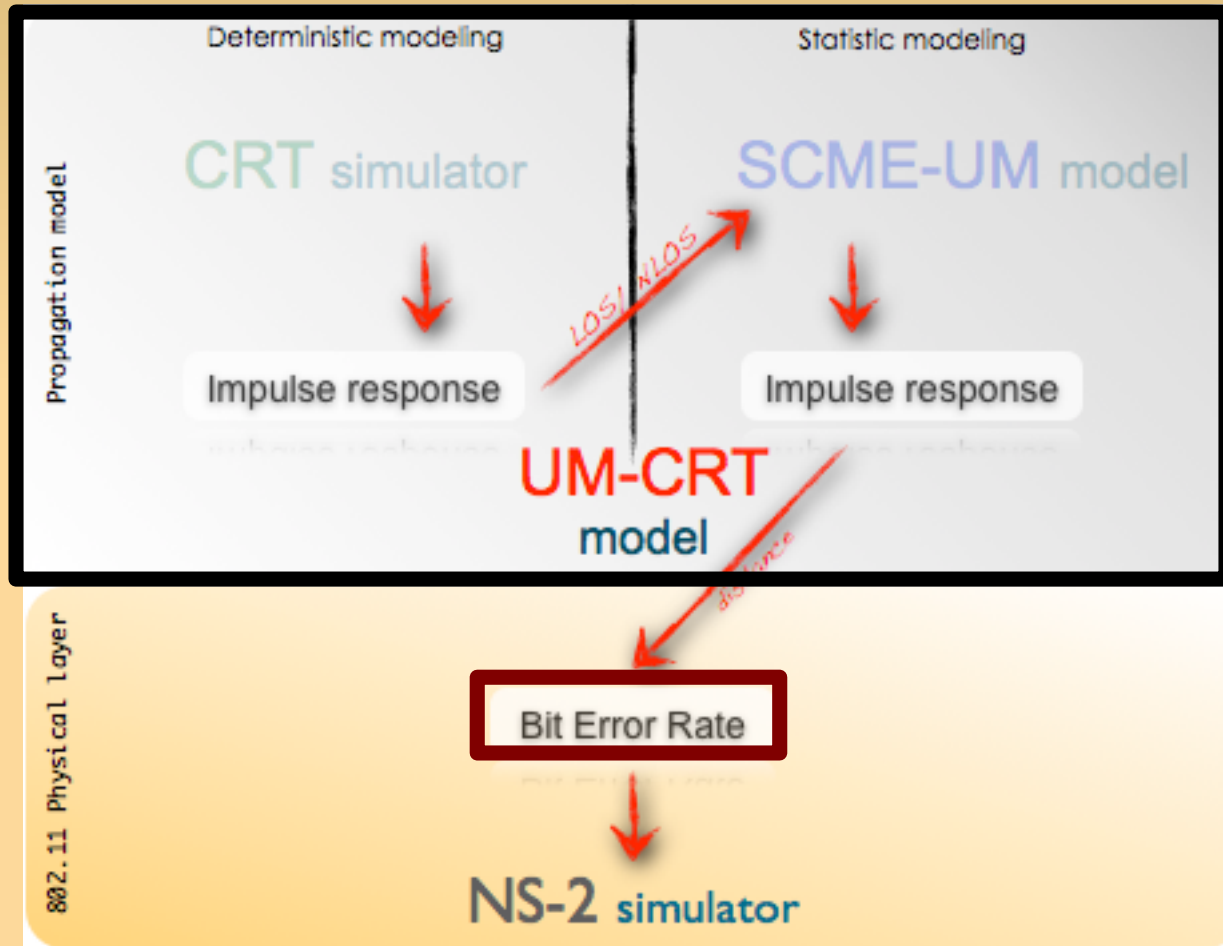 Deterministic modeling
Statistic modeling
Propagation model
CRT simulator
SCME-UM model
LOS/ NLOS
Impulse response
Impulse response
UM-CRT
model
distance
802.11 Physical layer
Bit Error Rate
NS-2 simulator